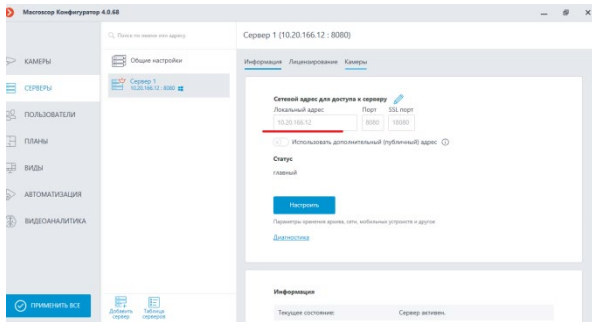 Macroscop Конфигуратор 4.0.68
Поиск по имени или адресу
Сервер 1 (10.20.166.12 : 8080)
КАМЕРЫ
СЕРВЕРЫ
ПОЛЬЗОВАТЕЛИ
ПЛАНЫ
ВИДЫ
АВТОМАТИЗАЦИЯ
ВИДЕОАНАЛИТИКА
ПРИМЕНИТЬ ВСЕ
Общие настройки
Сервер 1
10.20.166.12 : 8080
Добавить сервер
Таблица серверов
Информация Лицензирование Камеры
Сетевой адрес для доступа к серверу
Локальный адрес Порт SSL порт
10.20.166.12 8080 18080
Использовать дополнительный (публичный) адрес
Статус
главный
Настроить
Параметры хранения архива, сети, мобильных устройств и другое
Диагностика
Информация
Текущее состояние: Сервер активен.